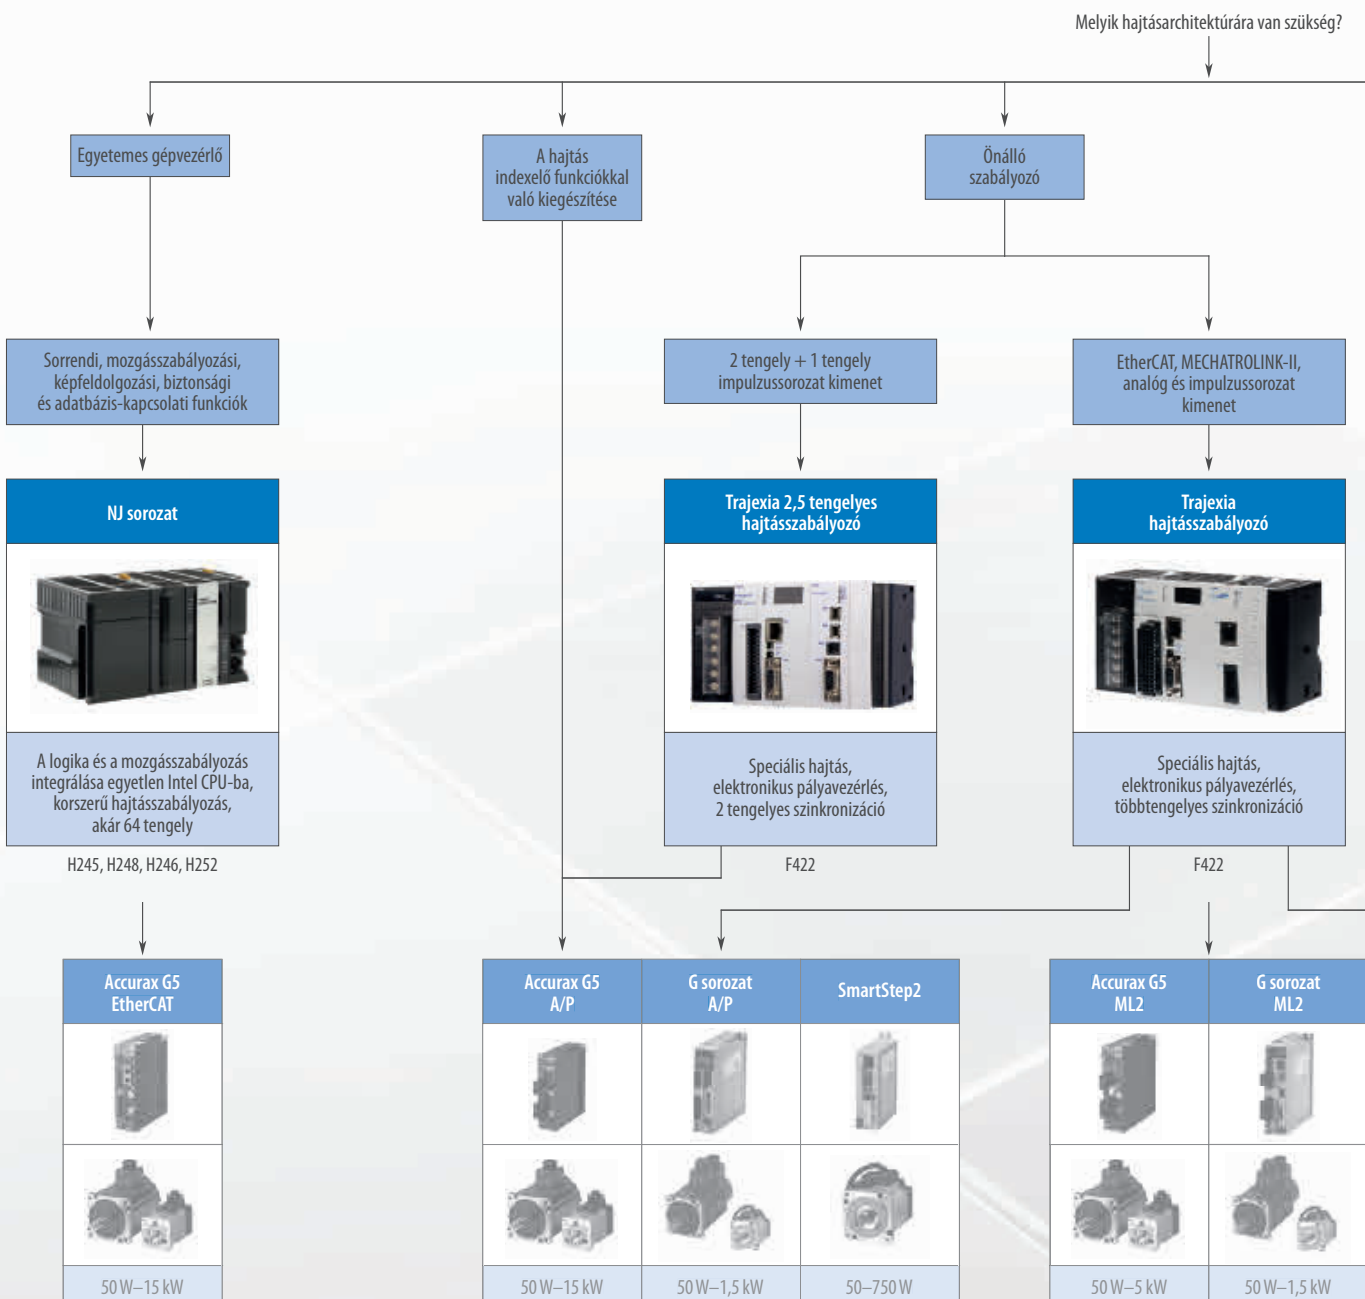 Melyik hajtásarchitektúrára van szükség?
Egyetemes gépvezérlő
A hajtás
indexelő funkciókkal
való kiegészítése
Önálló
szabályozó
Sorrendi, mozgásszabályozási,
képfeldolgozási, biztonsági
és adatbázis-kapcsolati funkciók
2 tengely + 1 tengely
impulzussorozat kimenet
EtherCAT, MECHATROLINK-II,
analóg és impulzussorozat
kimenet
NJ sorozat
Trajexia 2,5 tengelyes
hajtásszabályozó
Trajexia
hajtásszabályozó
A logika és a mozgásszabályozás
integrálása egyetlen Intel CPU-ba,
korszerű hajtásszabályozás,
akár 64 tengely
Speciális hajtás,
elektronikus pályavezérlés,
2 tengelyes szinkronizáció
Speciális hajtás,
elektronikus pályavezérlés,
többtengelyes szinkronizáció
H245, H248, H246, H252
F422
F422
Accurax G5
EtherCAT
Accurax G5
A/P
G sorozat
A/P
SmartStep2
Accurax G5
ML2
G sorozat
ML2
50 W–15 kW
50 W–15 kW
50 W–1,5 kW
50–750 W
50 W–5 kW
50 W–1,5 kW